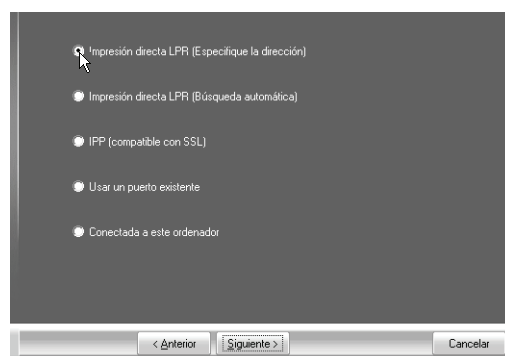 Impresión directa LPR (Especifique la dirección)
Impresión directa LPR (Búsqueda automática)
IPP (compatible con SSL)
Usar un puerto existente
Conectada a este ordenador
< Anterior Siguiente > Cancelar